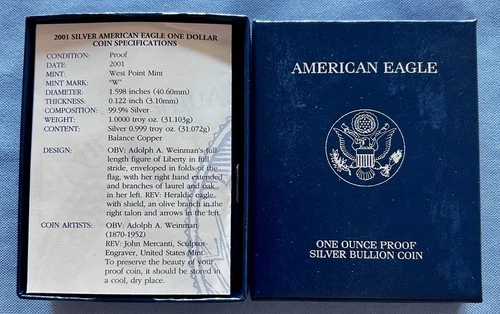 2001 SILVER AMERICAN EAGLE ONE DOLLAR
COIN SPECIFICATIONS
CONDITION: Proof
DATE: 2001
MINT: West Point Mint
MINT MARK: "W"
DIAMETER: 1.598 inches (40.60mm)
THICKNESS: 0.122 inch (3.10mm)
COMPOSITION: 99.9% Silver
WEIGHT: 1.0000 troy oz. (31.103g)
CONTENT: Silver 0.999 troy oz. (31.072g)
Balance Copper
DESIGN: OBV: Adolph A. Weinman's full
length figure of Liberty in full
stride, enveloped in folds of the
flag, with her right hand extended
and branches of laurel and oak
in her left. REV: Heraldic eagle
with shield, an olive branch in the
right talon and arrows in the left.
COIN ARTISTS: OBV: Adolph A. Weinman
(1870-1952)
REV: John Mercanti, Sculptor-
Engraver, United States Mint
To preserve the beauty of your
proof coin, it should be stored in
a cool, dry place.
AMERICAN EAGLE
ONE OUNCE PROOF
SILVER BULLION COIN